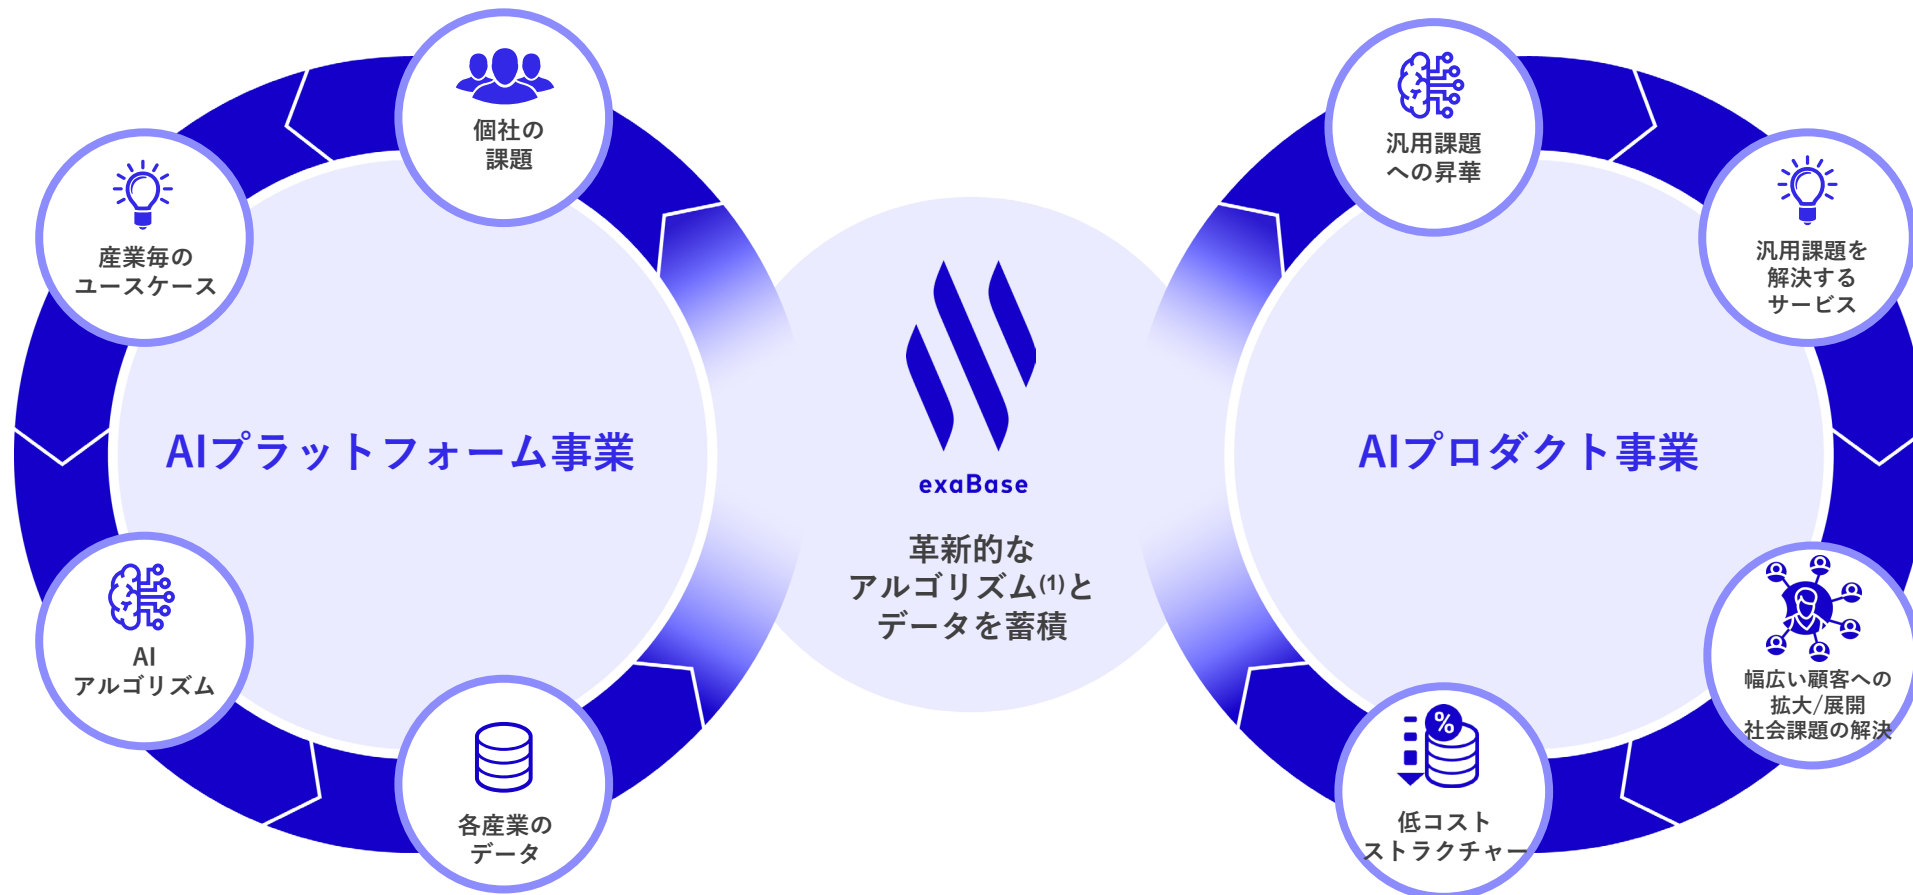 個社の
課題
産業毎の
ユースケース
AIプラットフォーム事業
AI
アルゴリズム
各産業の
データ
exaBase
革新的な
アルゴリズム(1)と
データを蓄積
汎用課題
への昇華
汎用課題を
解決する
サービス
AIプロダクト事業
幅広い顧客への
拡大/展開
社会課題の解決
%
低コスト
ストラクチャー